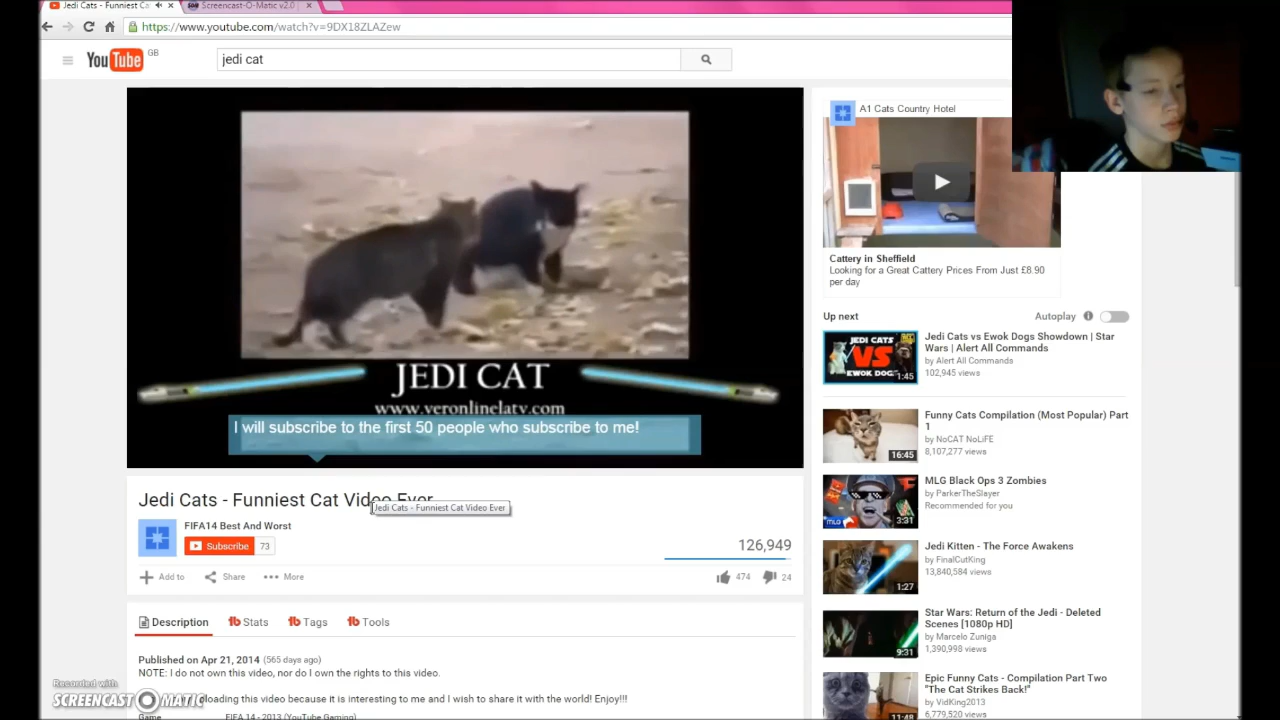 Jedi Cats - Funniest Ca
Screencast-O-Matic v2.0
https://www.youtube.com/watch?v=9DX18ZLAZew
YouTube GB
jedi cat
JEDI CAT
www.veronlinelatv.com
I will subscribe to the first 50 people who subscribe to me!
Jedi Cats - Funniest Cat Video Ever
Jedi Cats - Funniest Cat Video Ever
FIFA14 Best And Worst
Subscribe 73
126,949
Add to Share More
474 24
Description Stats Tags Tools
Published on Apr 21, 2014 (565 days ago)
NOTE: I do not own this video, nor do I own the rights to this video.
loading this video because it is interesting to me and I wish to share it with the world! Enjoy!!!
Game FIFA 14 - 2013 (YouTube Gaming)
Recorded with
SCREENCAST MATIC
A1 Cats Country Hotel
Cattery in Sheffield
Looking for a Great Cattery Prices From Just £8.90
per day
Up next Autoplay
JEDI CATS
VS
EWOK DOGS
1:45
Jedi Cats vs Ewok Dogs Showdown | Star
Wars | Alert All Commands
by Alert All Commands
102,945 views
16:45
Funny Cats Compilation (Most Popular) Part
1
by NoCAT NoLiFE
8,107,277 views
3:31
MLG Black Ops 3 Zombies
by ParkerTheSlayer
Recommended for you
1:27
Jedi Kitten - The Force Awakens
by FinalCutKing
13,840,584 views
9:31
Star Wars: Return of the Jedi - Deleted
Scenes [1080p HD]
by Marcelo Zuniga
1,390,998 views
11:48
Epic Funny Cats - Compilation Part Two
"The Cat Strikes Back!"
by VidKing2013
6,779,520 views